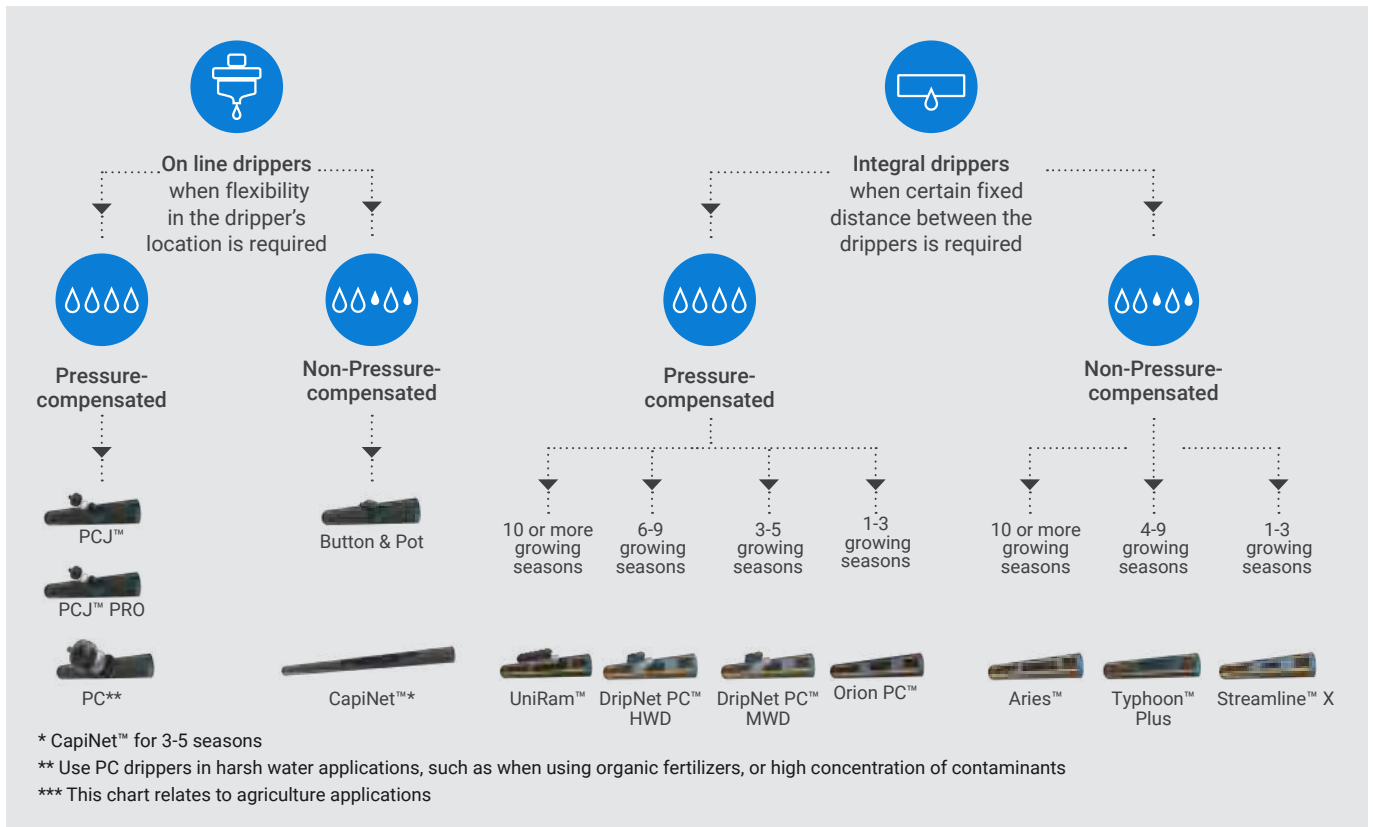 On line drippers
when flexibility
in the dripper's
location is required
Integral drippers
when certain fixed
distance between the
drippers is required
Pressure-
compensated
Non-Pressure-
compensated
Pressure-
compensated
Non-Pressure-
compensated
PCJ™
PCJ™ PRO
PC**
Button & Pot
CapiNet™*
10 or more
growing
seasons
6-9
growing
seasons
3-5
growing
seasons
1-3
growing
seasons
10 or more
growing
seasons
4-9
growing
seasons
1-3
growing
seasons
UniRam™
DripNet PC™
HWD
DripNet PC™
MWD
Orion PC™
Aries™
Typhoon™
Plus
Streamline™ X
* CapiNet™ for 3-5 seasons
** Use PC drippers in harsh water applications, such as when using organic fertilizers, or high concentration of contaminants
*** This chart relates to agriculture applications